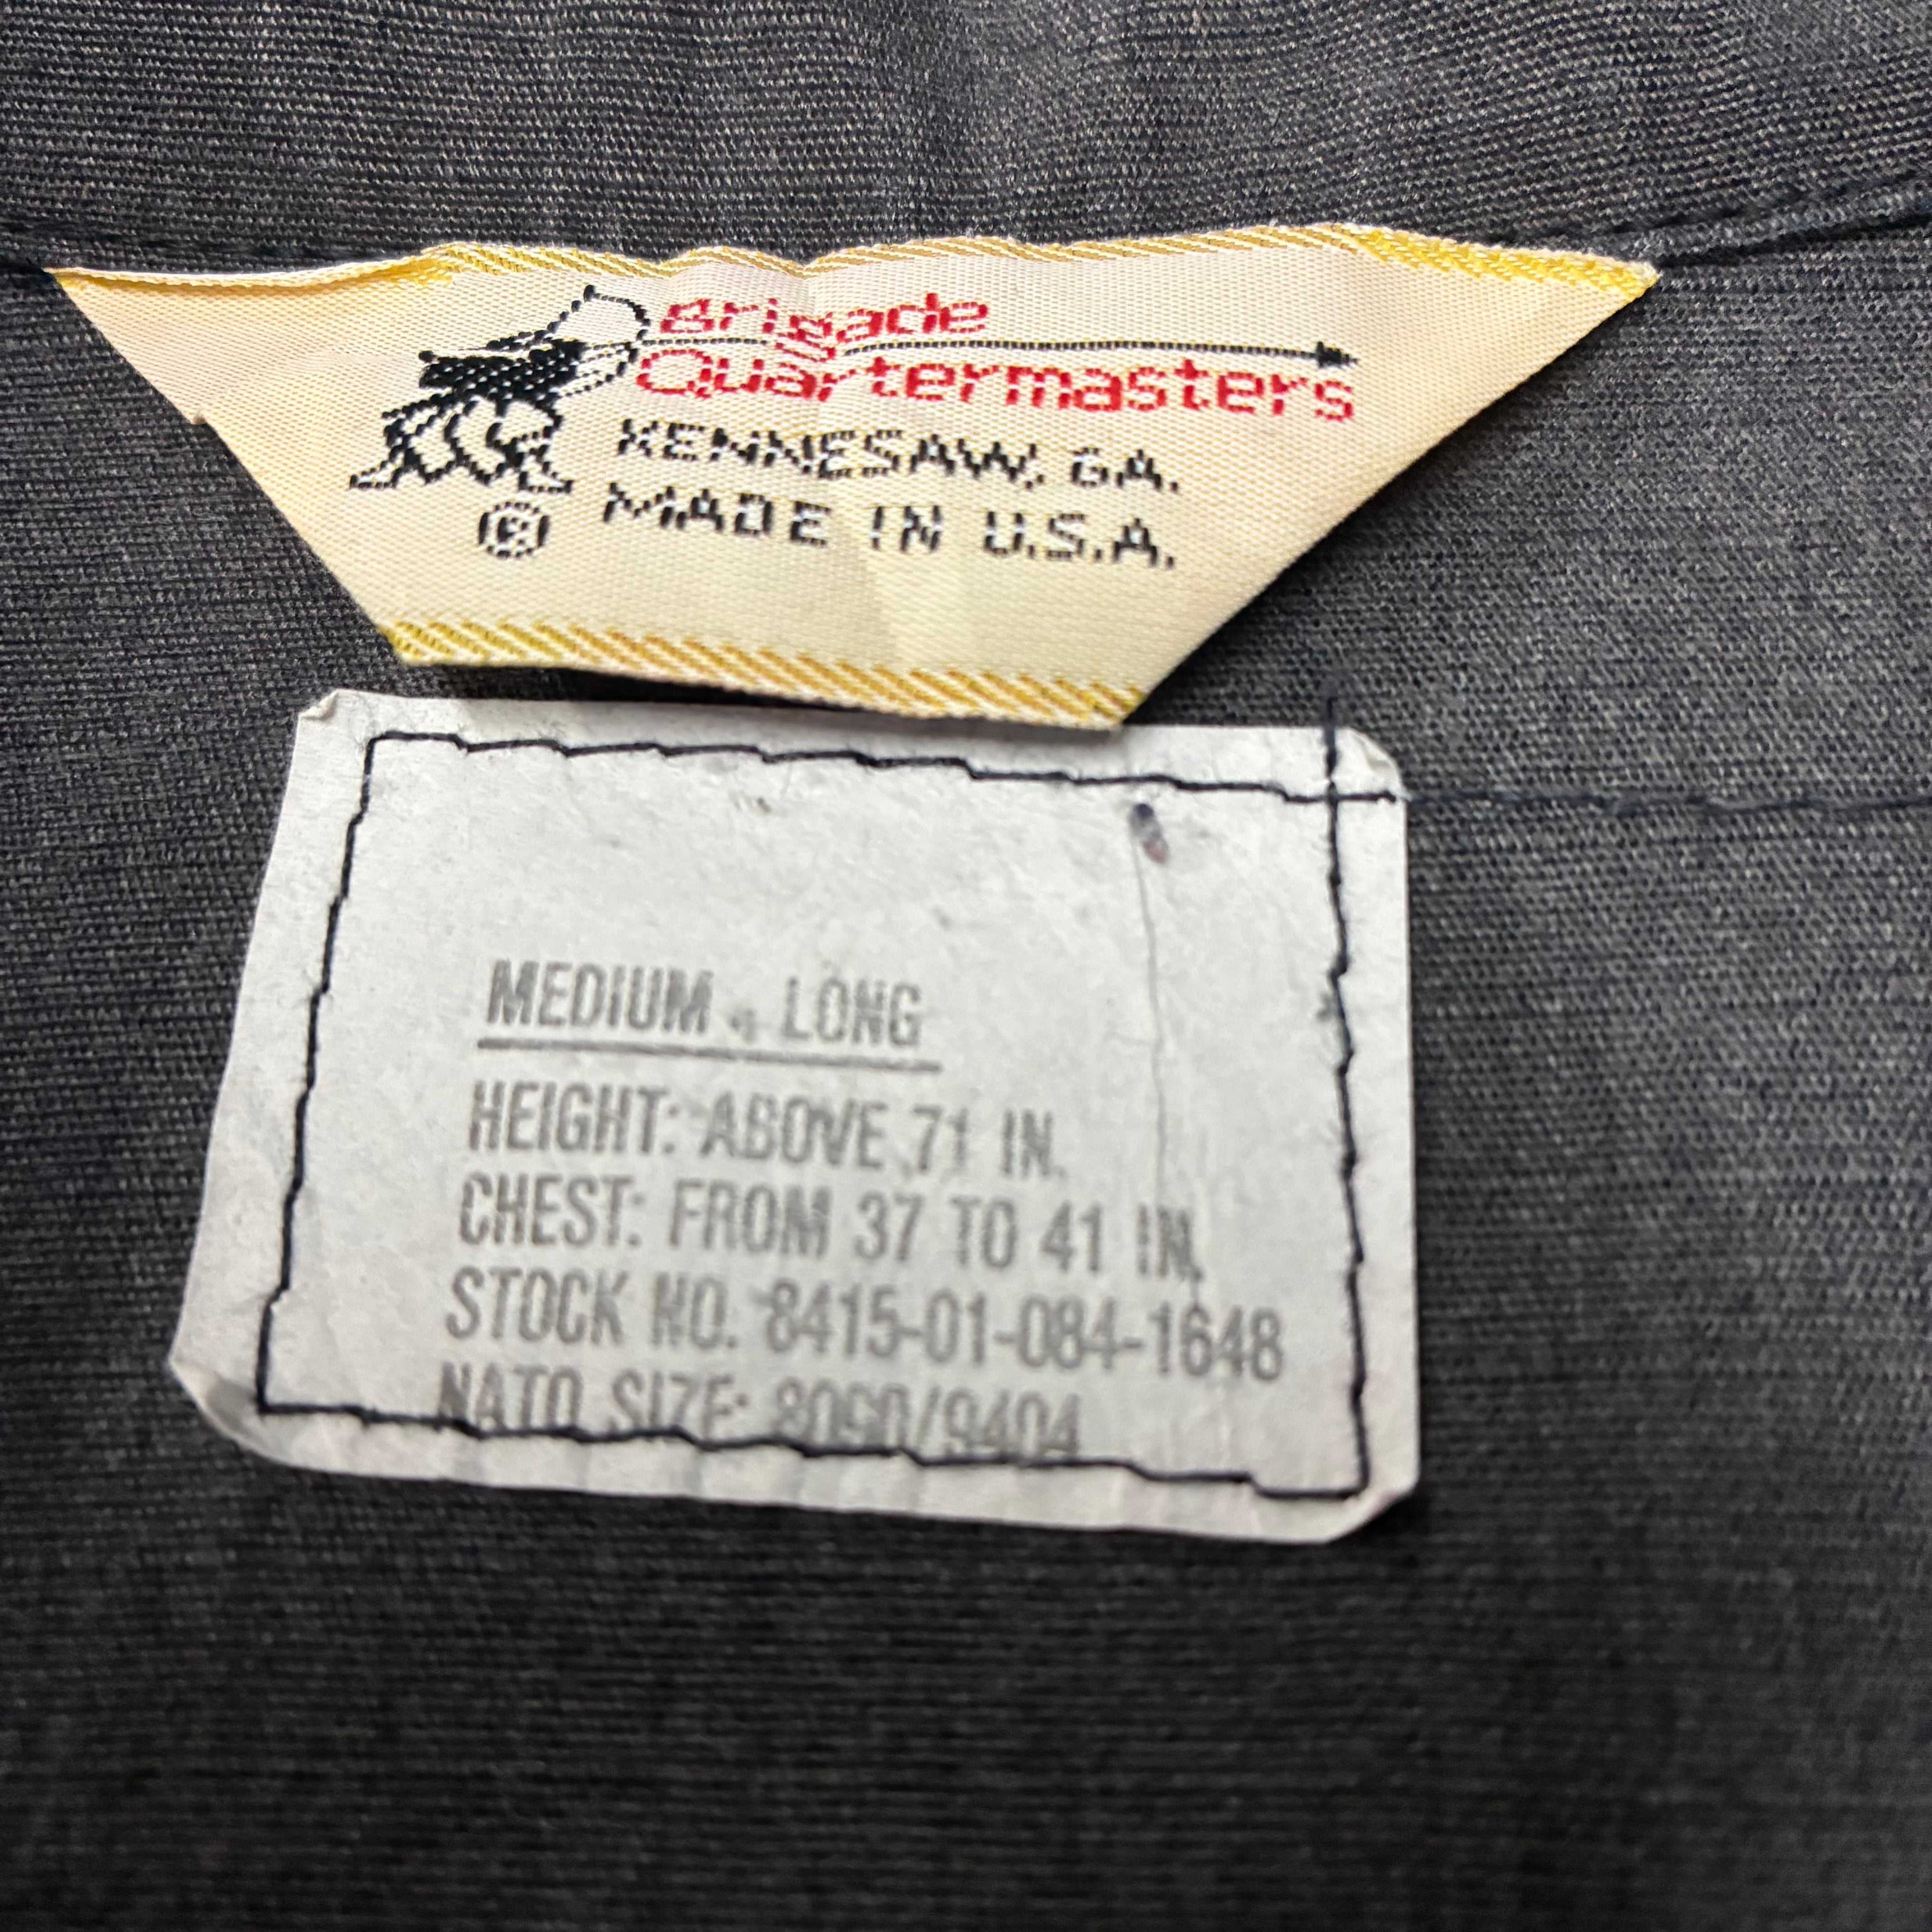 Brigade
Quartermasters
KENNESAW, GA.
MADE IN U.S.A.
®
MEDIUM - LONG
HEIGHT: ABOVE 71 IN.
CHEST: FROM 37 TO 41 IN.
STOCK NO. 8415-01-084-1648
NATO SIZE: 8090/9404